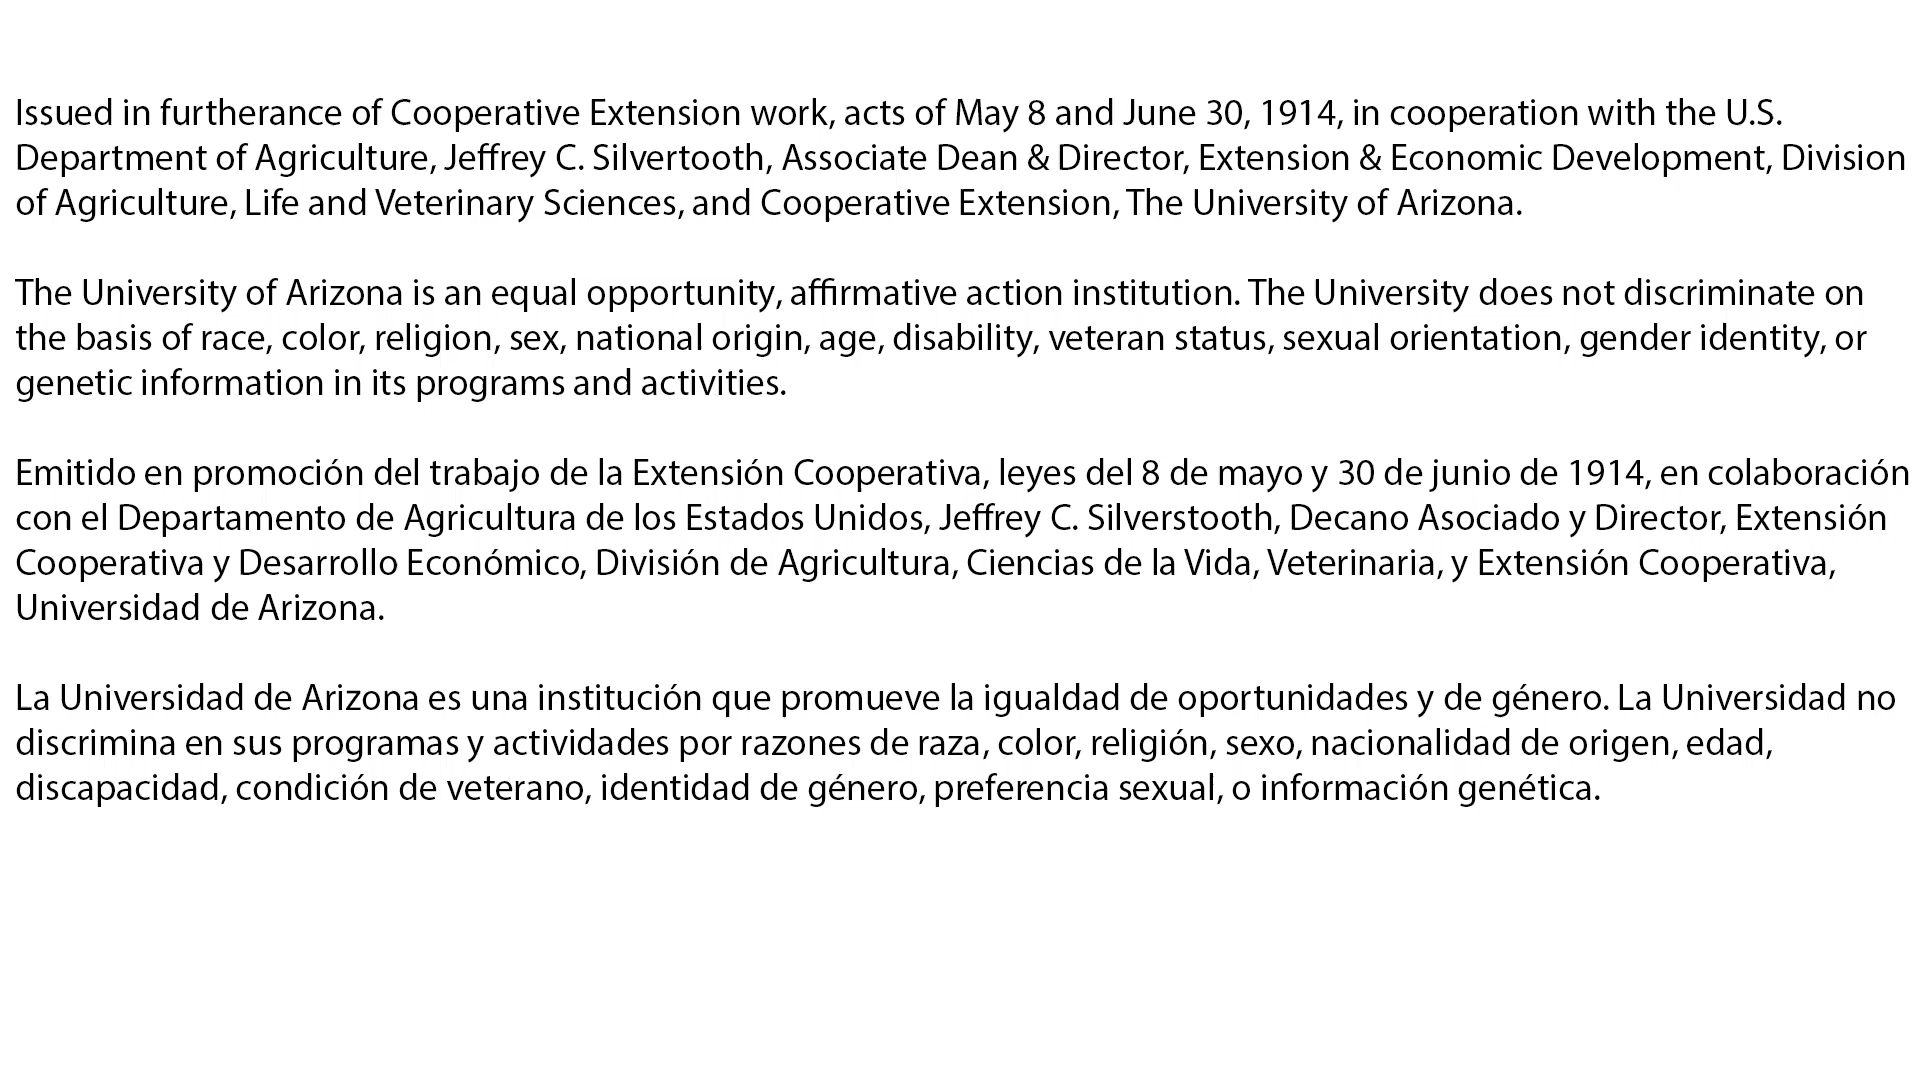 Issued in furtherance of Cooperative Extension work, acts of May 8 and June 30, 1914, in cooperation with the U.S.
Department of Agriculture, Jeffrey C. Silvertooth, Associate Dean & Director, Extension & Economic Development, Division
of Agriculture, Life and Veterinary Sciences, and Cooperative Extension, The University of Arizona.
The University of Arizona is an equal opportunity, affirmative action institution. The University does not discriminate on
the basis of race, color, religion, sex, national origin, age, disability, veteran status, sexual orientation, gender identity, or
genetic information in its programs and activities.
Emitido en promoción del trabajo de la Extensión Cooperativa, leyes del 8 de mayo y 30 de junio de 1914, en colaboración
con el Departamento de Agricultura de los Estados Unidos, Jeffrey C. Silverstooth, Decano Asociado y Director, Extensión
Cooperativa y Desarrollo Económico, División de Agricultura, Ciencias de la Vida, Veterinaria, y Extensión Cooperativa,
Universidad de Arizona.
La Universidad de Arizona es una institución que promueve la igualdad de oportunidades y de género. La Universidad no
discrimina en sus programas y actividades por razones de raza, color, religión, sexo, nacionalidad de origen, edad,
discapacidad, condición de veterano, identidad de género, preferencia sexual, o información genética.